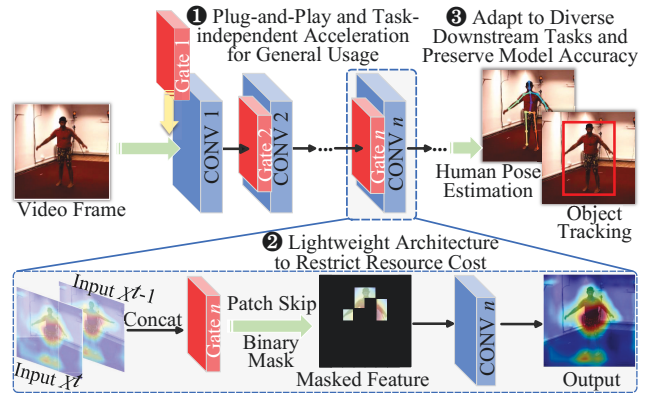 ❶ Plug-and-Play and Task-
independent Acceleration
for General Usage
❸ Adapt to Diverse
Downstream Tasks and
Preserve Model Accuracy
Gate 1
CONV 1
Gate 2
CONV 2
...
Gate n
CONV n
...
Video Frame
Human Pose
Estimation
Object
Tracking
❷ Lightweight Architecture
to Restrict Resource Cost
Input Xt-1
Input Xt
Concat
Gate n
Patch Skip
Binary
Mask
Masked Feature
CONV n
Output